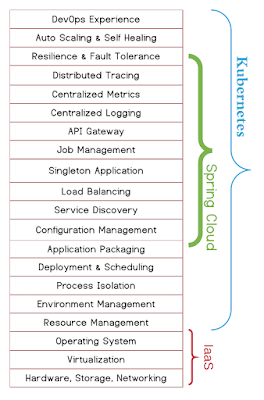 DevOps Experience
Auto Scaling & Self Healing
Resilience & Fault Tolerance
Distributed Tracing
Centralized Metrics
Centralized Logging
API Gateway
Job Management
Singleton Application
Load Balancing
Service Discovery
Configuration Management
Application Packaging
Deployment & Scheduling
Process Isolation
Environment Management
Resource Management
Operating System
Virtualization
Hardware, Storage, Networking
Spring Cloud
Kubernetes
IaaS